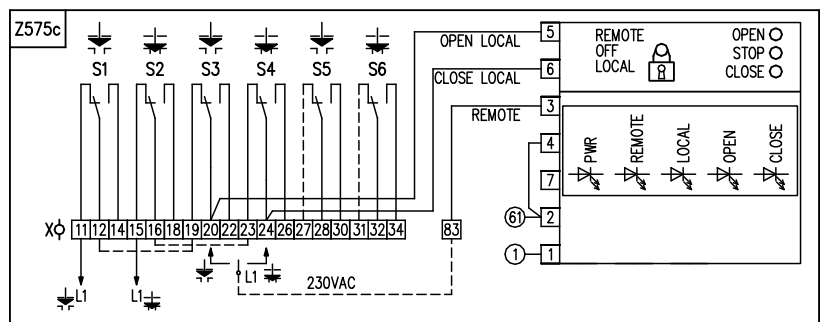 Z575c
S1 S2 S3 S4 S5 S6
OPEN LOCAL
CLOSE LOCAL
REMOTE
5
6
3
4
7
2
1
61
1
REMOTE
OFF
LOCAL
OPEN
STOP
CLOSE
PWR
REMOTE
LOCAL
OPEN
CLOSE
X 11 12 14 15 16 18 19 20 22 23 24 26 27 28 30 31 32 34 83
L1 L1 L1
230VAC